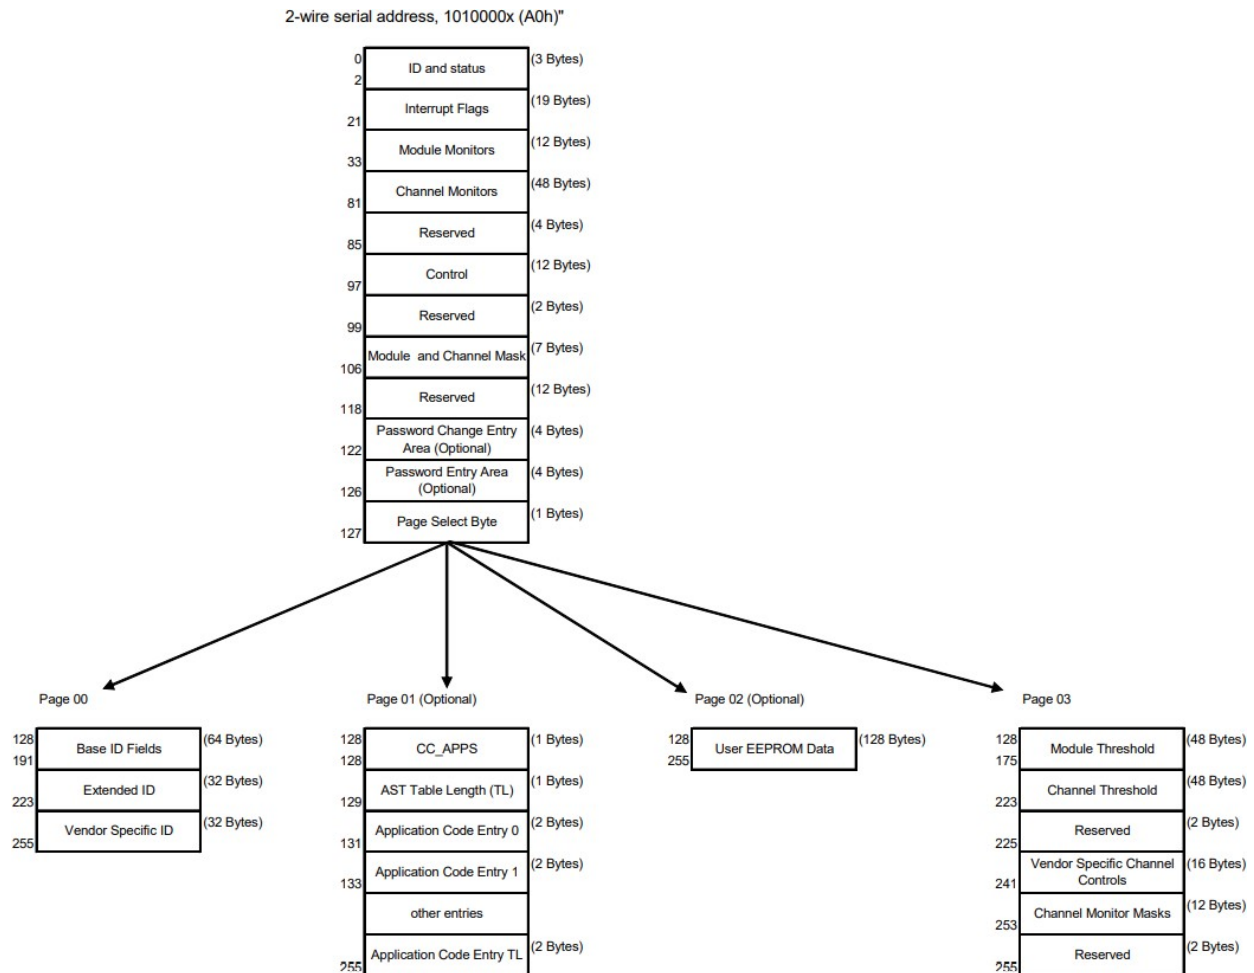 2-wire serial address, 1010000x (A0h)"
0
2
ID and status
(3 Bytes)
21
Interrupt Flags
(19 Bytes)
33
Module Monitors
(12 Bytes)
81
Channel Monitors
(48 Bytes)
85
Reserved
(4 Bytes)
97
Control
(12 Bytes)
99
Reserved
(2 Bytes)
106
Module and Channel Mask
(7 Bytes)
118
Reserved
(12 Bytes)
122
Password Change Entry
Area (Optional)
(4 Bytes)
126
Password Entry Area
(Optional)
(4 Bytes)
127
Page Select Byte
(1 Bytes)
Page 00
128
191
Base ID Fields
(64 Bytes)
223
Extended ID
(32 Bytes)
255
Vendor Specific ID
(32 Bytes)
Page 01 (Optional)
128
128
CC_APPS
(1 Bytes)
129
AST Table Length (TL)
(1 Bytes)
131
Application Code Entry 0
(2 Bytes)
133
Application Code Entry 1
(2 Bytes)
other entries
255
Application Code Entry TL
(2 Bytes)
Page 02 (Optional)
128
255
User EEPROM Data
(128 Bytes)
Page 03
128
175
Module Threshold
(48 Bytes)
223
Channel Threshold
(48 Bytes)
225
Reserved
(2 Bytes)
241
Vendor Specific Channel
Controls
(16 Bytes)
253
Channel Monitor Masks
(12 Bytes)
255
Reserved
(2 Bytes)